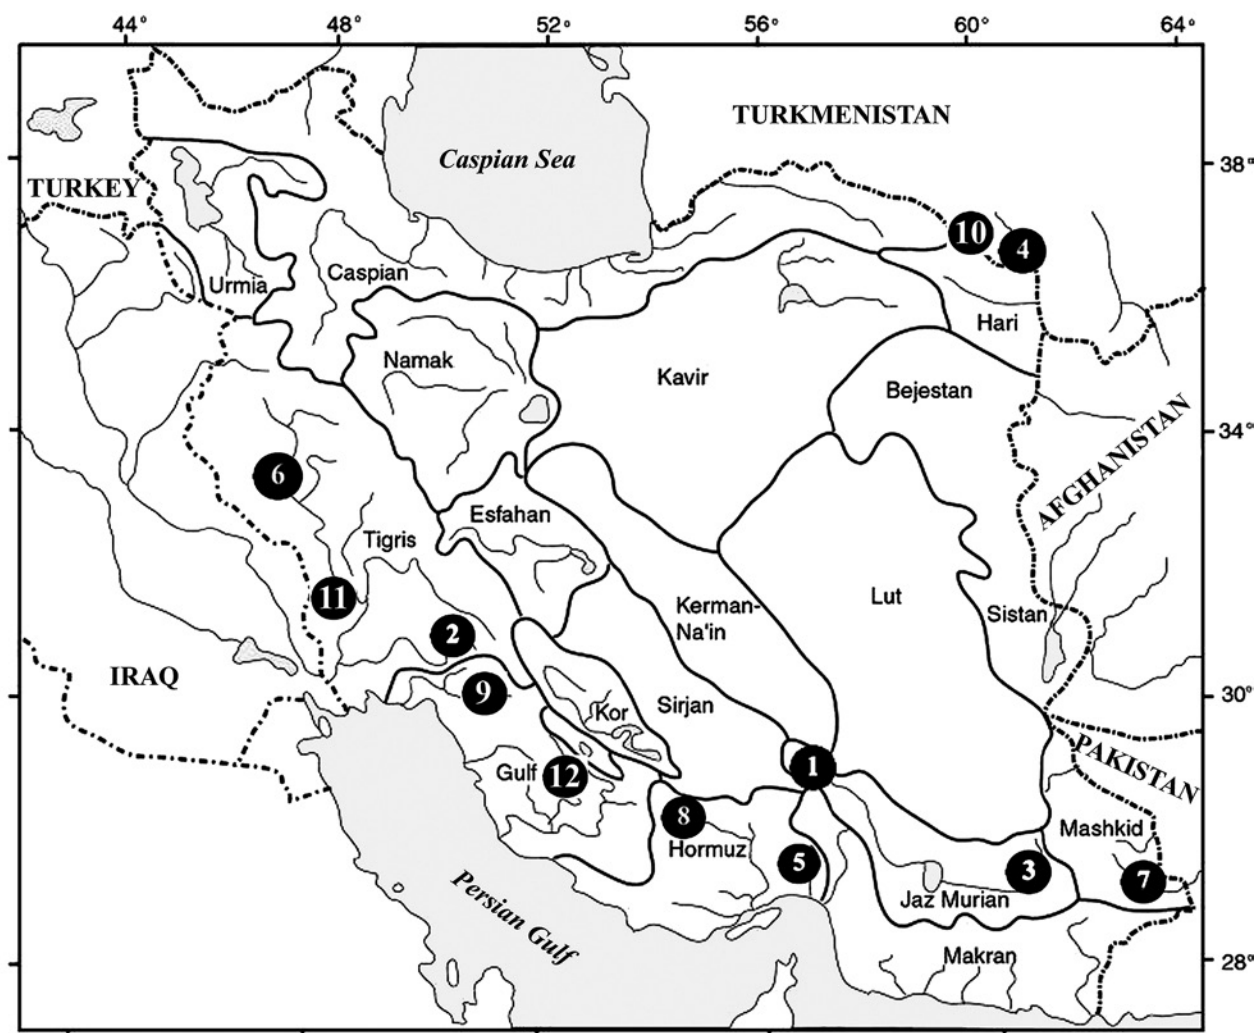 44° 48° 52° 56° 60° 64°
TURKMENISTAN
Caspian Sea
38°
TURKEY
10
4
Urmia
Caspian
Hari
Namak
Kavir
Bejestan
34°
AFGHANISTAN
6
Esfahan
Tigris
11
Kerman-
Na'in
Lut
Sistan
2
IRAQ
9
30°
Kor
Sirjan
PAKISTAN
Gulf
12
1
8
Hormuz
Mashkid
5
3
7
Jaz Murian
Persian Gulf
Makran
28°